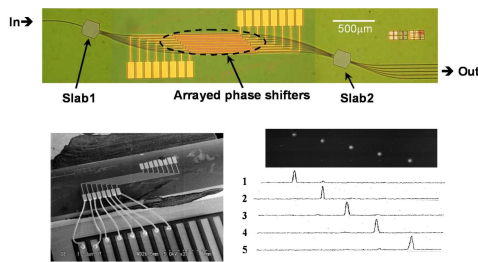 In→
500μm
→Out
Slab1
Arrayed phase shifters
Slab2
1
2
3
4
5